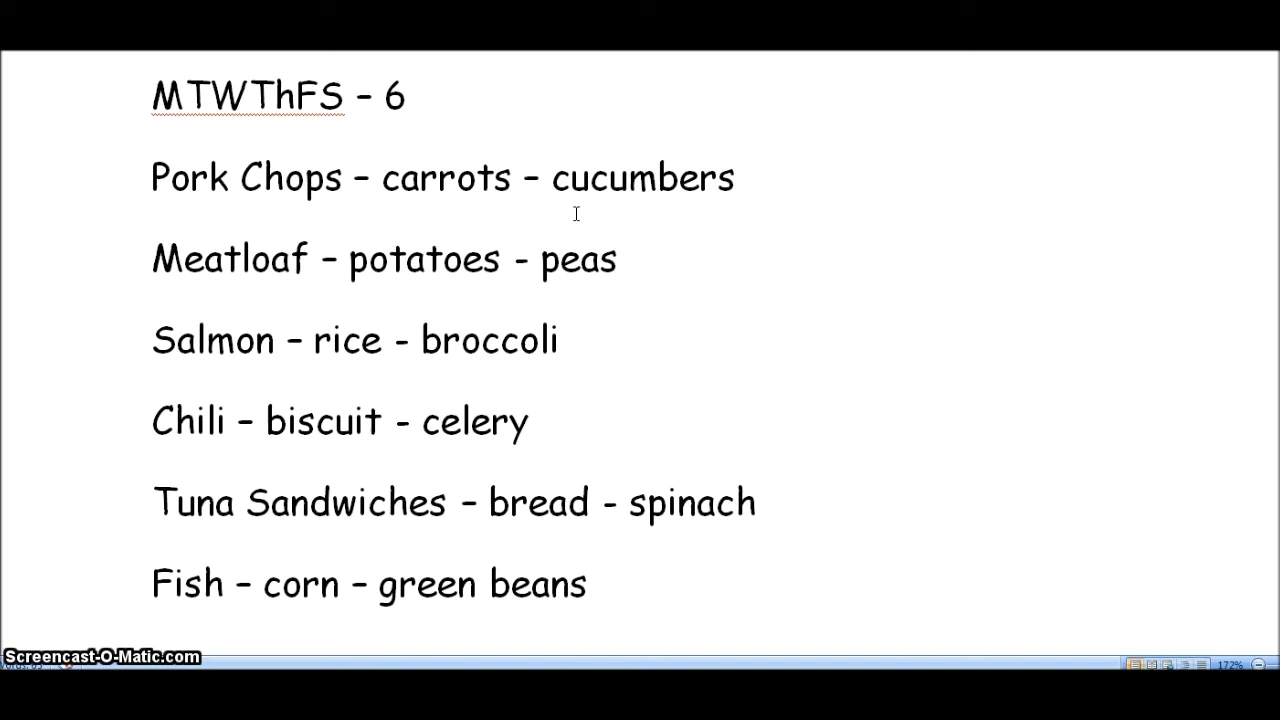 MTWThFS – 6
Pork Chops – carrots – cucumbers
Meatloaf – potatoes - peas
Salmon – rice - broccoli
Chili – biscuit - celery
Tuna Sandwiches – bread - spinach
Fish – corn – green beans
Screencast-O-Matic.com
172%